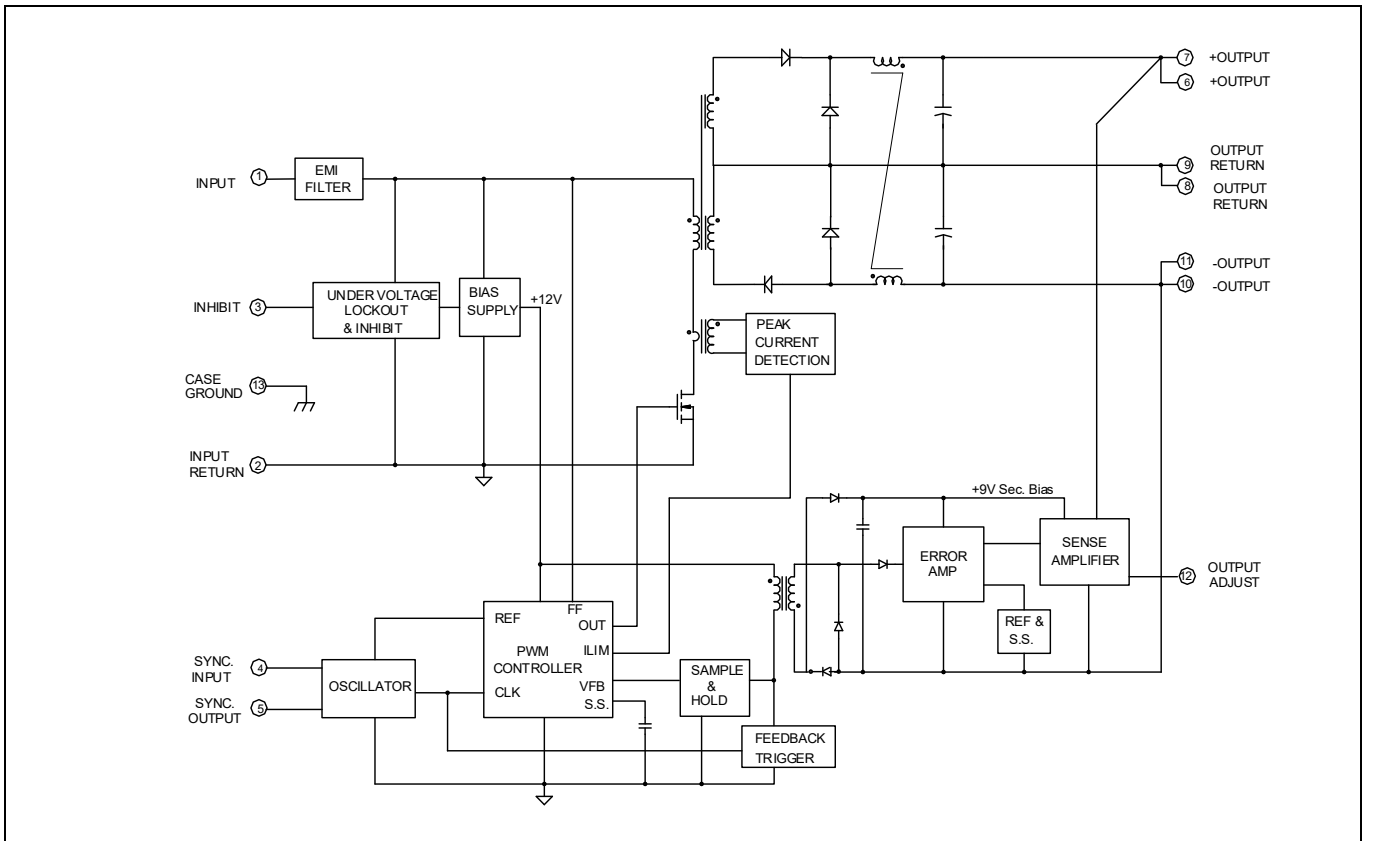 7 +OUTPUT
6 +OUTPUT
OUTPUT
RETURN
9
8
OUTPUT
RETURN
INPUT 1
EMI
FILTER
11 -OUTPUT
10 -OUTPUT
INHIBIT 3
UNDER VOLTAGE
LOCKOUT
& INHIBIT
BIAS
SUPPLY
+12V
PEAK
CURRENT
DETECTION
CASE
GROUND
13
INPUT
RETURN
2
+9V Sec. Bias
ERROR
AMP
SENSE
AMPLIFIER
12
OUTPUT
ADJUST
REF &
S.S.
REF
FF
OUT
PWM
CONTROLLER
ILIM
CLK
VFB
S.S.
SAMPLE
&
HOLD
SYNC.
INPUT
4
OSCILLATOR
SYNC.
OUTPUT
5
FEEDBACK
TRIGGER